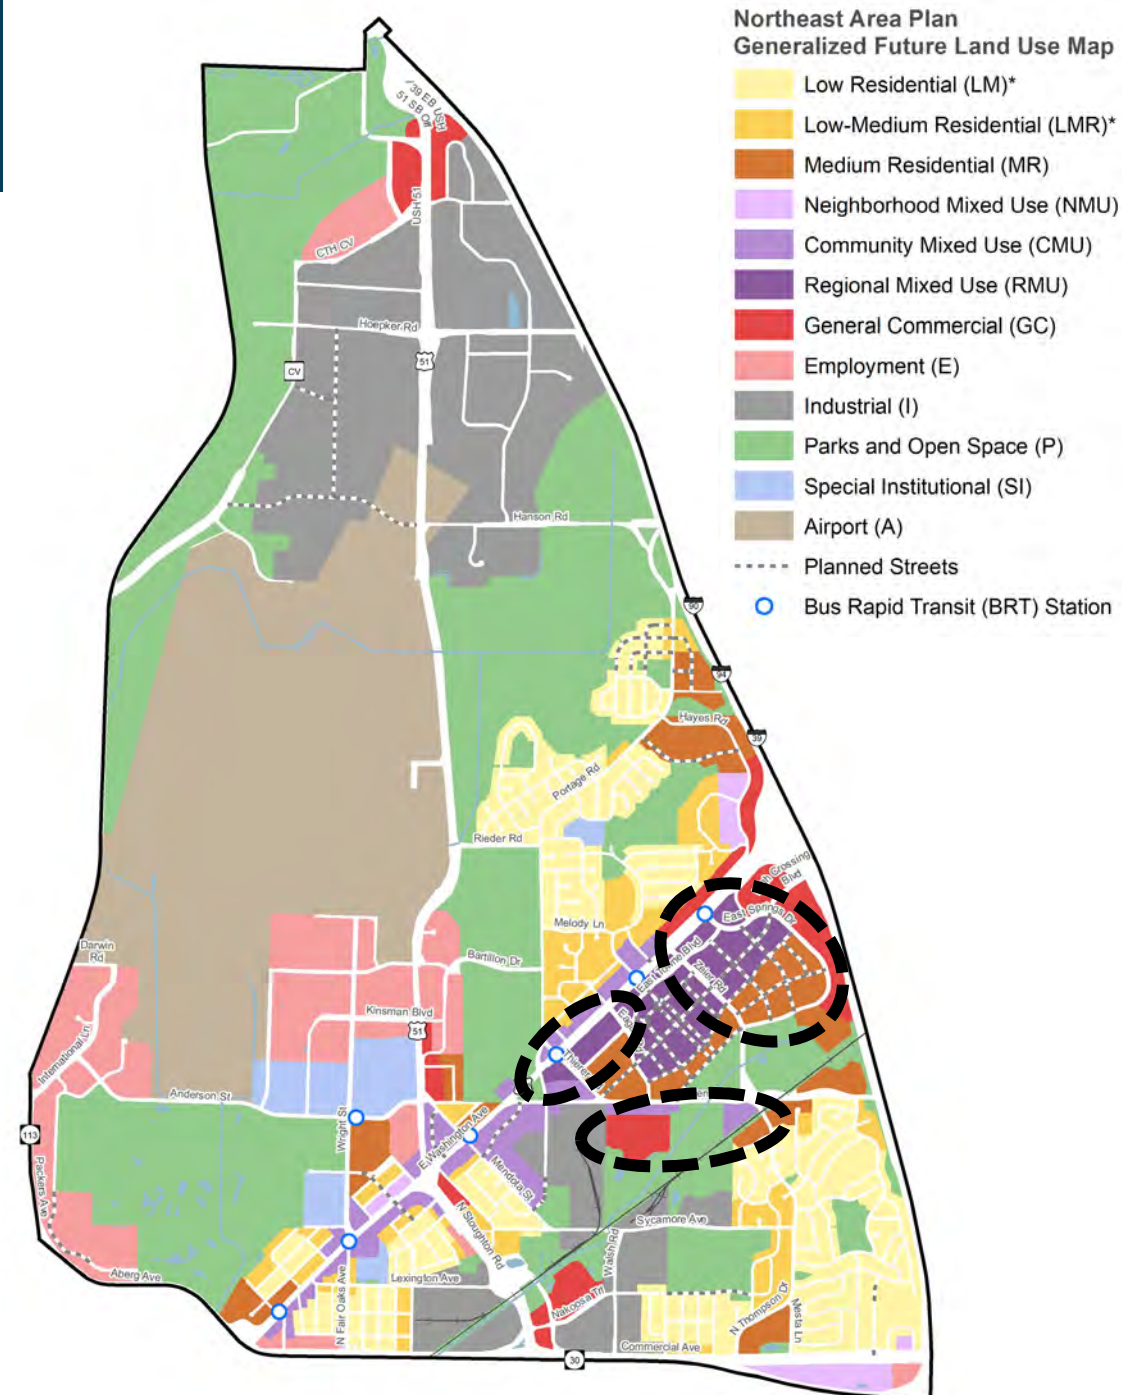 Northeast Area Plan
Generalized Future Land Use Map
Low Residential (LM)*
Low-Medium Residential (LMR)*
Medium Residential (MR)
Neighborhood Mixed Use (NMU)
Community Mixed Use (CMU)
Regional Mixed Use (RMU)
General Commercial (GC)
Employment (E)
Industrial (I)
Parks and Open Space (P)
Special Institutional (SI)
Airport (A)
Planned Streets
Bus Rapid Transit (BRT) Station
39 EB USH
51 SB Off
USH 51
CTH CV
Hoepker Rd
51
CV
Hanson Rd
90
94
39
Hayes Rd
Portage Rd
Rieder Rd
Crossing
Blvd
East Springs Dr
Melody Ln
East Towne Blvd
Zeier Rd
Bartillon Dr
Darwin
Rd
Kinsman Blvd
51
International Ln
Thierer
Anderson St
Wright St
113
E Washington Ave
Packers Ave
Mendota St
N Stoughton Rd
Sycamore Ave
Walsh Rd
Aberg Ave
Lexington Ave
N Fair Oaks Ave
Nakoosa Trl
N Thompson Dr
Mesta Ln
Commercial Ave
30